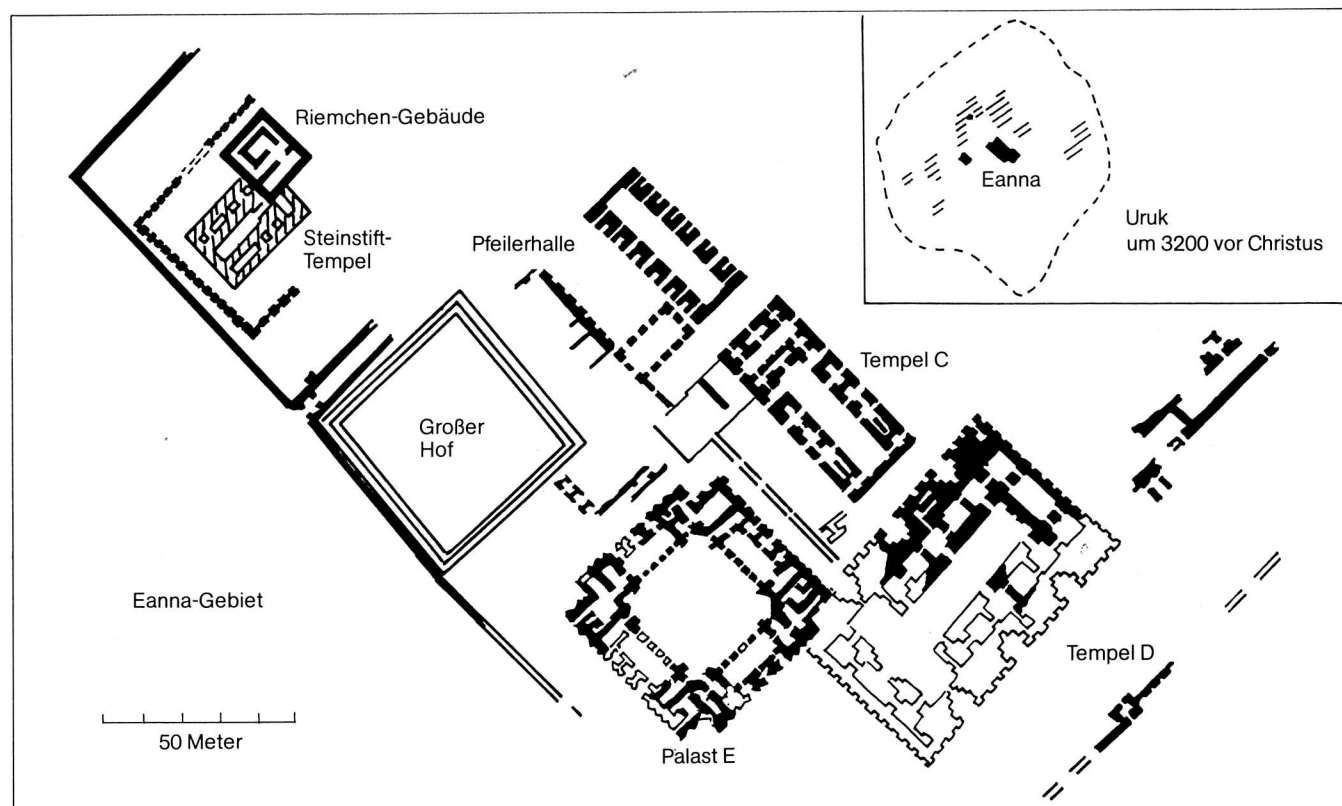 Riemchen-Gebäude
Steinstift-
Tempel
Pfeilerhalle
Großer
Hof
Tempel C
Eanna
Uruk
um 3200 vor Christus
Eanna-Gebiet
50 Meter
Palast E
Tempel D